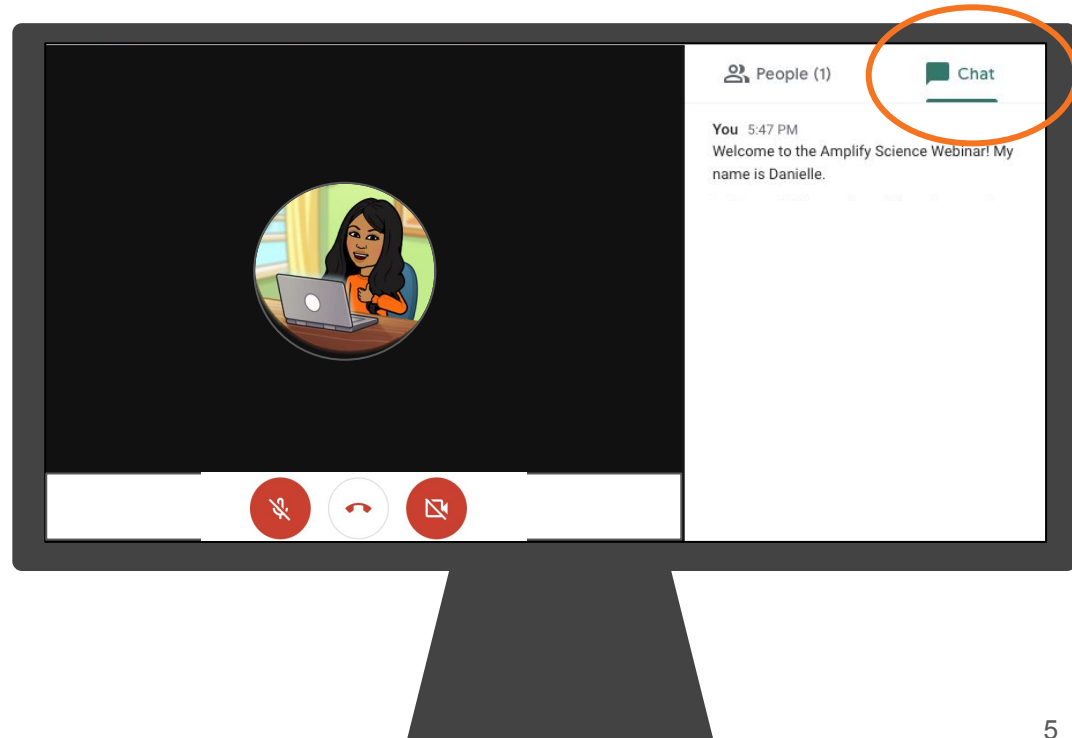 People (1)
Chat
You 5:47 PM
Welcome to the Amplify Science Webinar! My
name is Danielle.
5